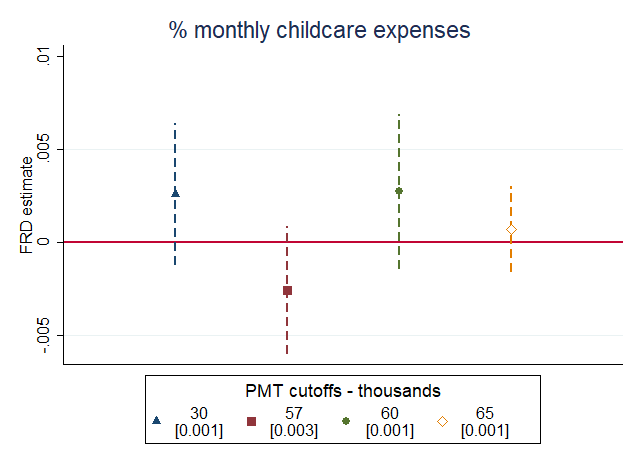 % monthly childcare expenses
.01
.005
0
-.005
FRD estimate
PMT cutoffs - thousands
30 57 60 65
[0.001] [0.003] [0.001] [0.001]